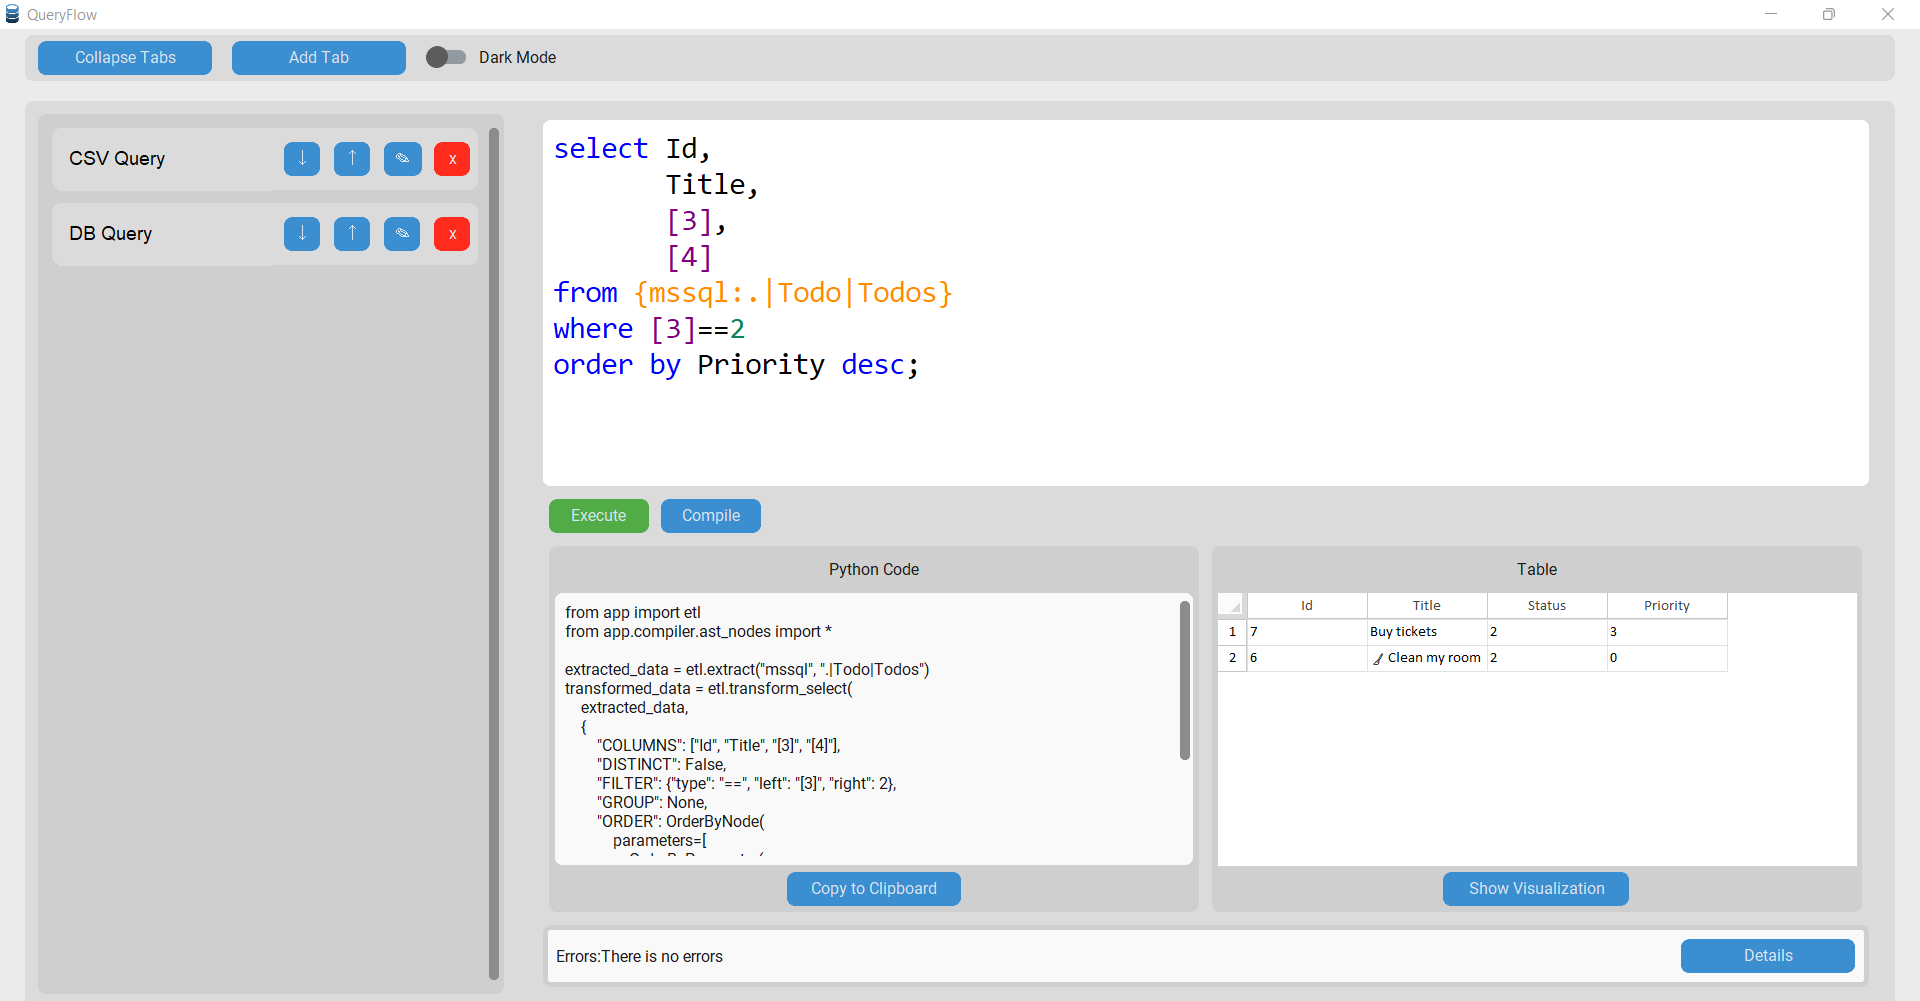 QueryFlow
Collapse Tabs
Add Tab
Dark Mode
CSV Query
↓ ↑ ✎ x
DB Query
↓ ↑ ✎ x
select Id,
Title,
[3],
[4]
from {mssql:.|Todo|Todos}
where [3]==2
order by Priority desc;
Execute
Compile
Python Code
from app import etl
from app.compiler.ast_nodes import *
extracted_data = etl.extract("mssql", ".|Todo|Todos")
transformed_data = etl.transform_select(
extracted_data,
{
"COLUMNS": ["Id", "Title", "[3]", "[4]"],
"DISTINCT": False,
"FILTER": {"type": "==", "left": "[3]", "right": 2},
"GROUP": None,
"ORDER": OrderByNode(
parameters=[
Copy to Clipboard
Table
Id Title Status Priority
1 7 Buy tickets 2 3
2 6 🖌 Clean my room 2 0
Show Visualization
Errors:There is no errors
Details